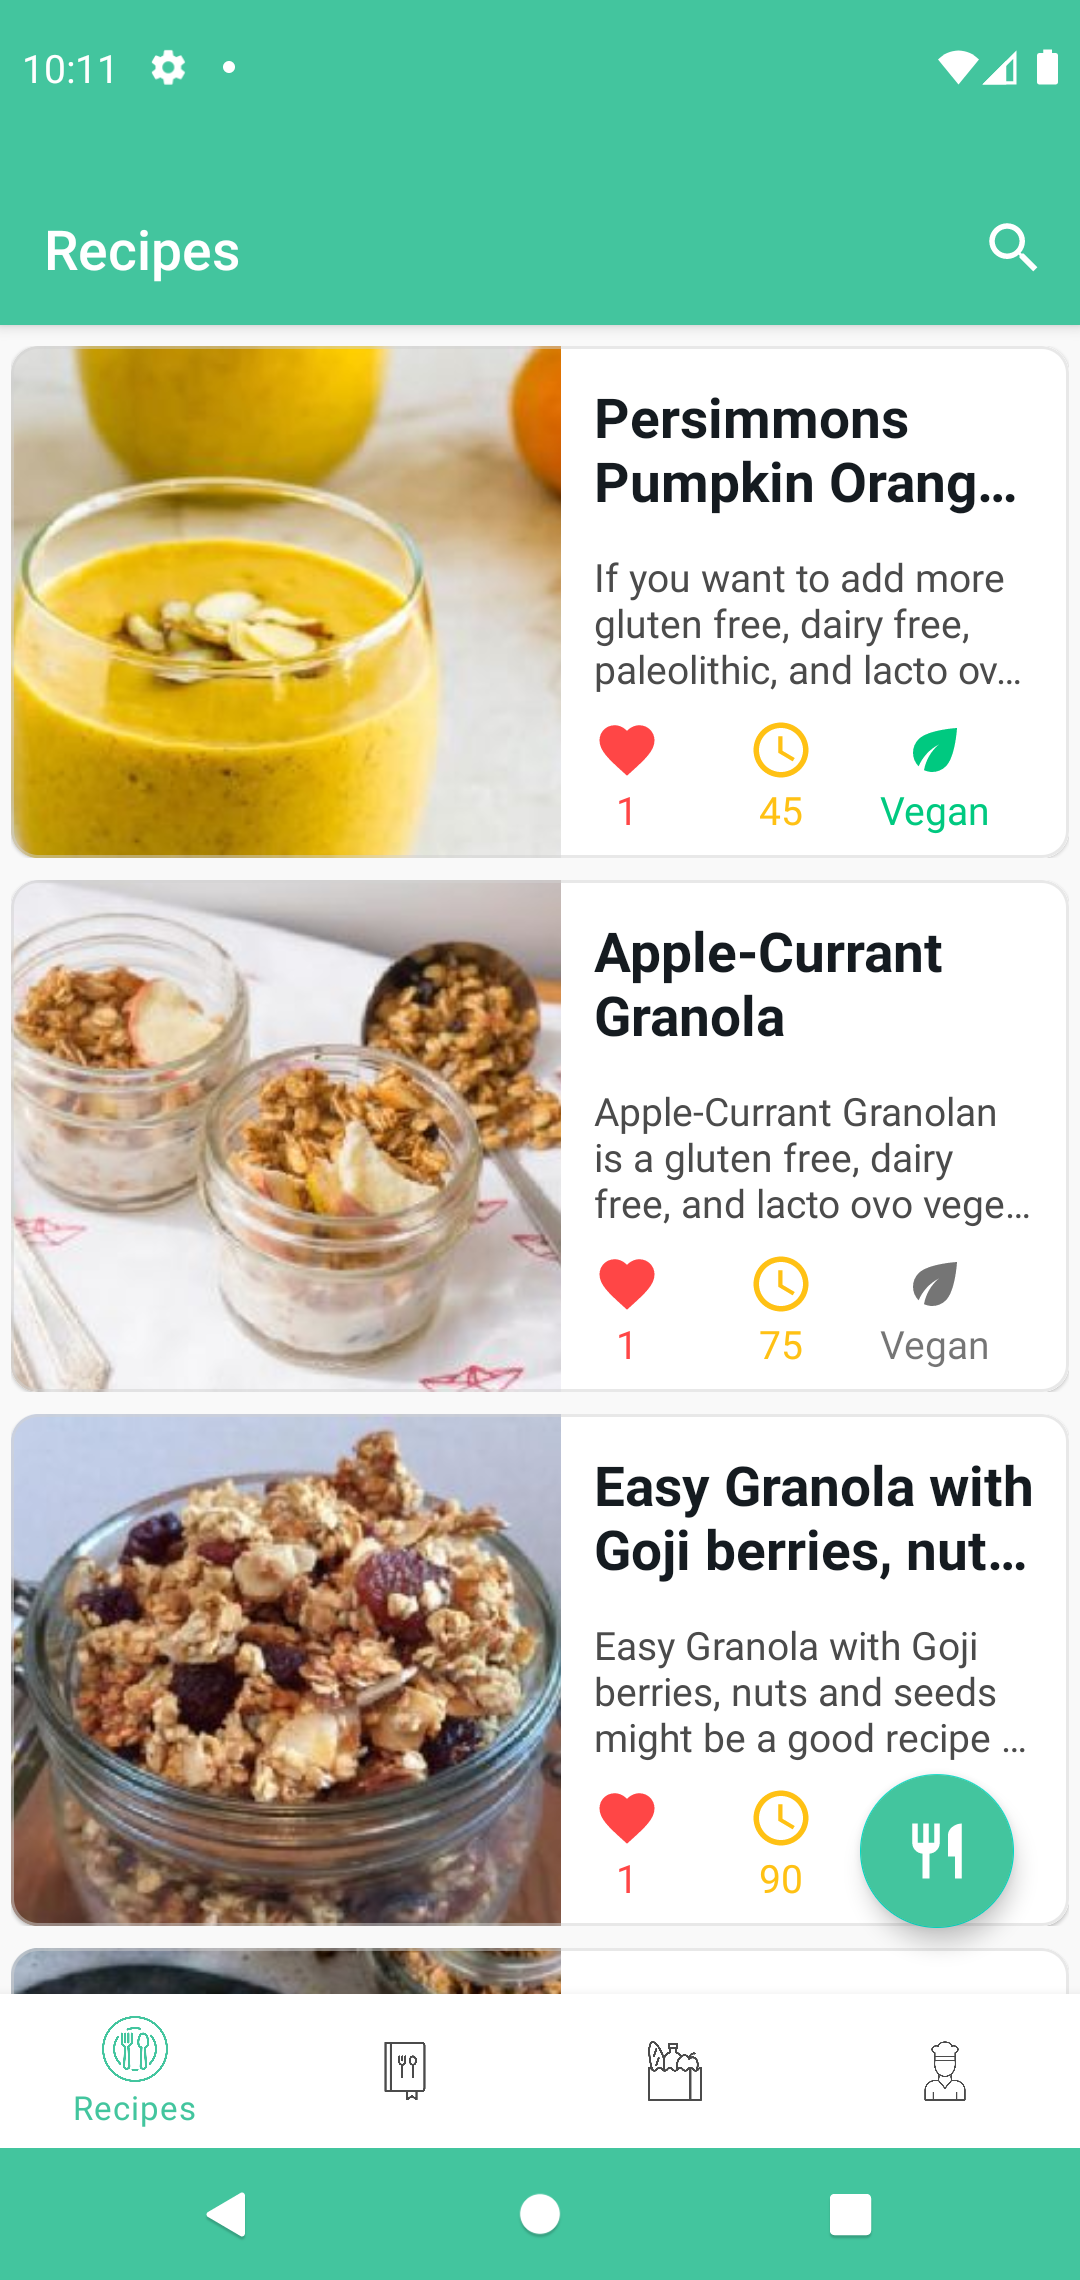 10:11
Recipes
Persimmons
Pumpkin Orang...
If you want to add more
gluten free, dairy free,
paleolithic, and lacto ov...
1
45
Vegan
Apple-Currant
Granola
Apple-Currant Granolan
is a gluten free, dairy
free, and lacto ovo vege...
1
75
Vegan
Easy Granola with
Goji berries, nut...
Easy Granola with Goji
berries, nuts and seeds
might be a good recipe ...
1
90
Recipes